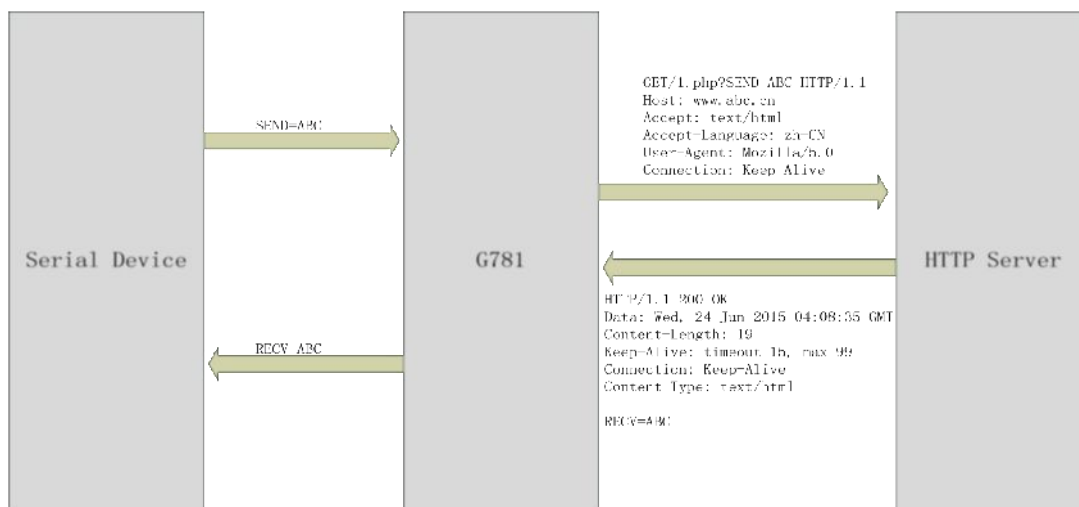 GET/1.php?SEND ABC HTTP/1.1
Host: www.abc.cn
Accept: text/html
Accept-Language: zh-CN
User-Agent: Mozilla/5.0
Connection: Keep Alive
SEND=ABC
Serial Device
G781
HTTP Server
HTTP/1.1 200 OK
Data: Wed, 24 Jun 2015 04:08:35 GMT
Content-Length: 19
Keep-Alive: timeout 15, max 99
Connection: Keep-Alive
Content Type: text/html
RECV ABC
RECV=ABC